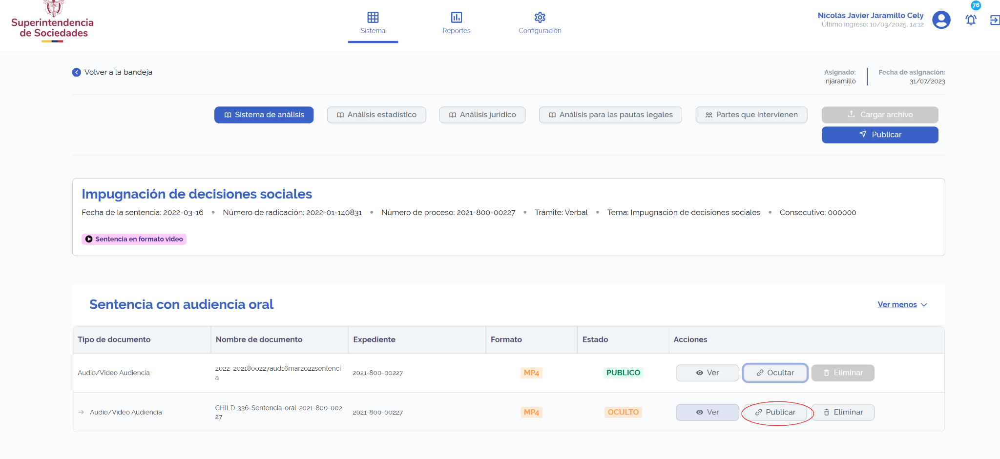 Superintendencia
de Sociedades
Sistema
Reportes
Configuración
Nicolás Javier Jaramillo Cely
Último ingreso: 10/03/2025, 14:12
76
Volver a la bandeja
Asignado:
njaramillo
Fecha de asignación:
31/07/2023
Sistema de análisis
Análisis estadístico
Análisis jurídico
Análisis para las pautas legales
Partes que intervienen
Cargar archivo
Publicar
Impugnación de decisiones sociales
Fecha de la sentencia: 2022-03-16 • Número de radicación: 2022-01-140831 • Número de proceso: 2021-800-00227 • Trámite: Verbal • Tema: Impugnación de decisiones sociales • Consecutivo: 000000
Sentencia en formato video
Sentencia con audiencia oral
Ver menos
Tipo de documento Nombre de documento Expediente Formato Estado Acciones
Audio/Video Audiencia
2022_2021800227aud16mar2022sentenci
a
2021-800-00227
MP4
PUBLICO
Ver
Ocultar
Eliminar
→ Audio/Video Audiencia
CHILD-336-Sentencia-oral-2021-800-002
27
2021-800-00227
MP4
OCULTO
Ver
Publicar
Eliminar